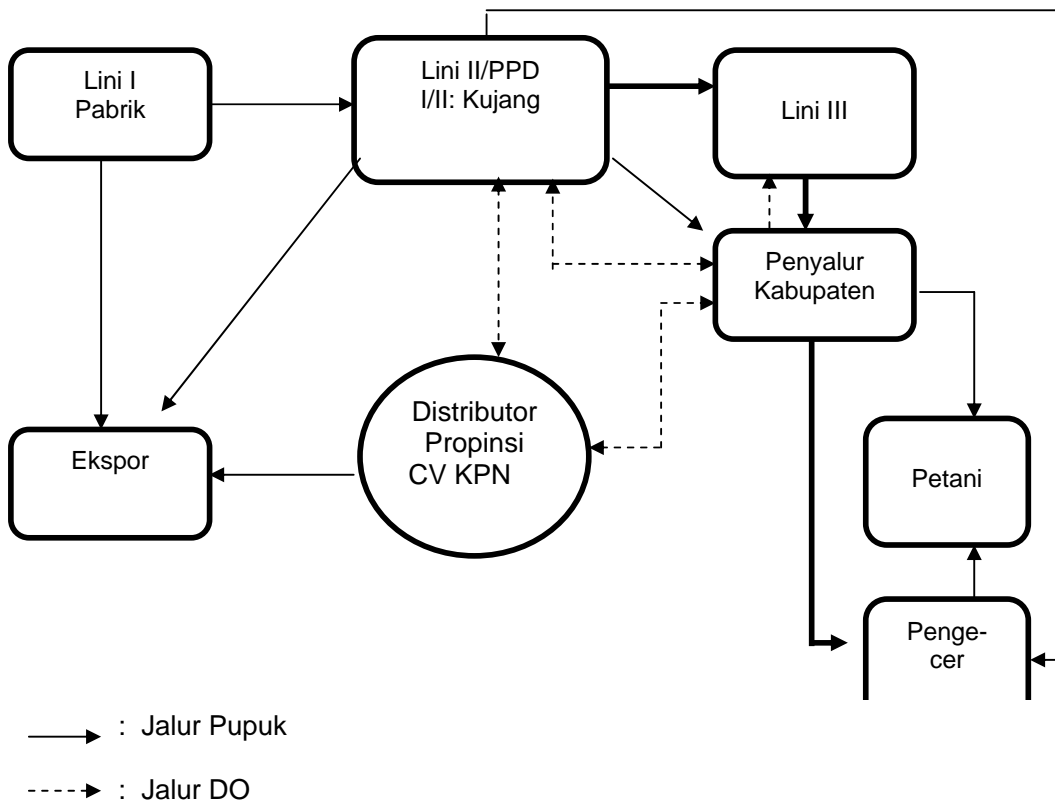 Lini I
Pabrik
Lini II/PPD
I/II: Kujang
Lini III
Penyalur
Kabupaten
Distributor
Propinsi
CV KPN
Ekspor
Petani
Penge-
cer
: Jalur Pupuk
: Jalur DO